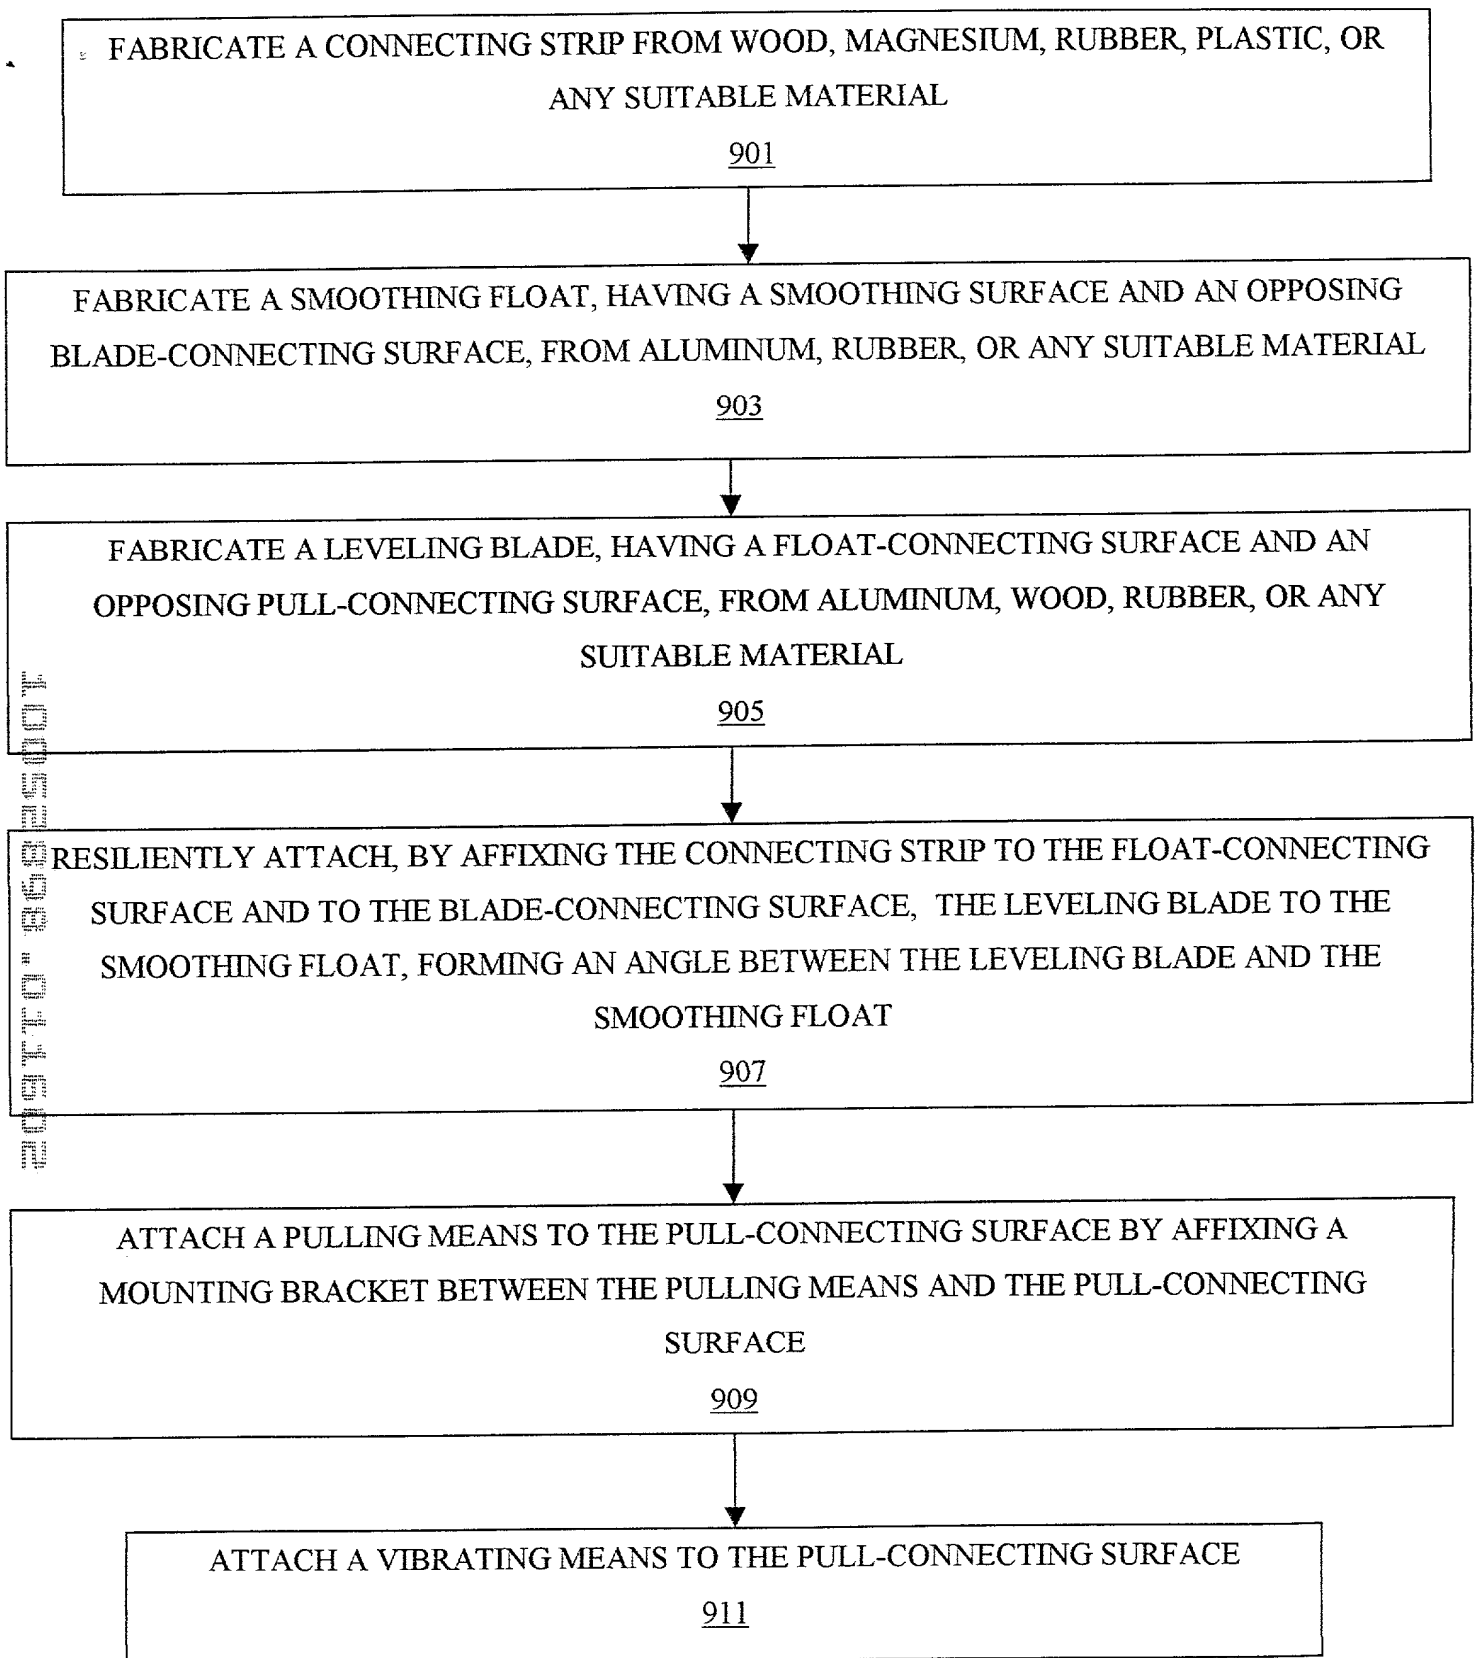 FABRICATE A CONNECTING STRIP FROM WOOD, MAGNESIUM, RUBBER, PLASTIC, OR
ANY SUITABLE MATERIAL
901
FABRICATE A SMOOTHING FLOAT, HAVING A SMOOTHING SURFACE AND AN OPPOSING
BLADE-CONNECTING SURFACE, FROM ALUMINUM, RUBBER, OR ANY SUITABLE MATERIAL
903
FABRICATE A LEVELING BLADE, HAVING A FLOAT-CONNECTING SURFACE AND AN
OPPOSING PULL-CONNECTING SURFACE, FROM ALUMINUM, WOOD, RUBBER, OR ANY
SUITABLE MATERIAL
905
RESILIENTLY ATTACH, BY AFFIXING THE CONNECTING STRIP TO THE FLOAT-CONNECTING
SURFACE AND TO THE BLADE-CONNECTING SURFACE, THE LEVELING BLADE TO THE
SMOOTHING FLOAT, FORMING AN ANGLE BETWEEN THE LEVELING BLADE AND THE
SMOOTHING FLOAT
907
ATTACH A PULLING MEANS TO THE PULL-CONNECTING SURFACE BY AFFIXING A
MOUNTING BRACKET BETWEEN THE PULLING MEANS AND THE PULL-CONNECTING
SURFACE
909
ATTACH A VIBRATING MEANS TO THE PULL-CONNECTING SURFACE
911